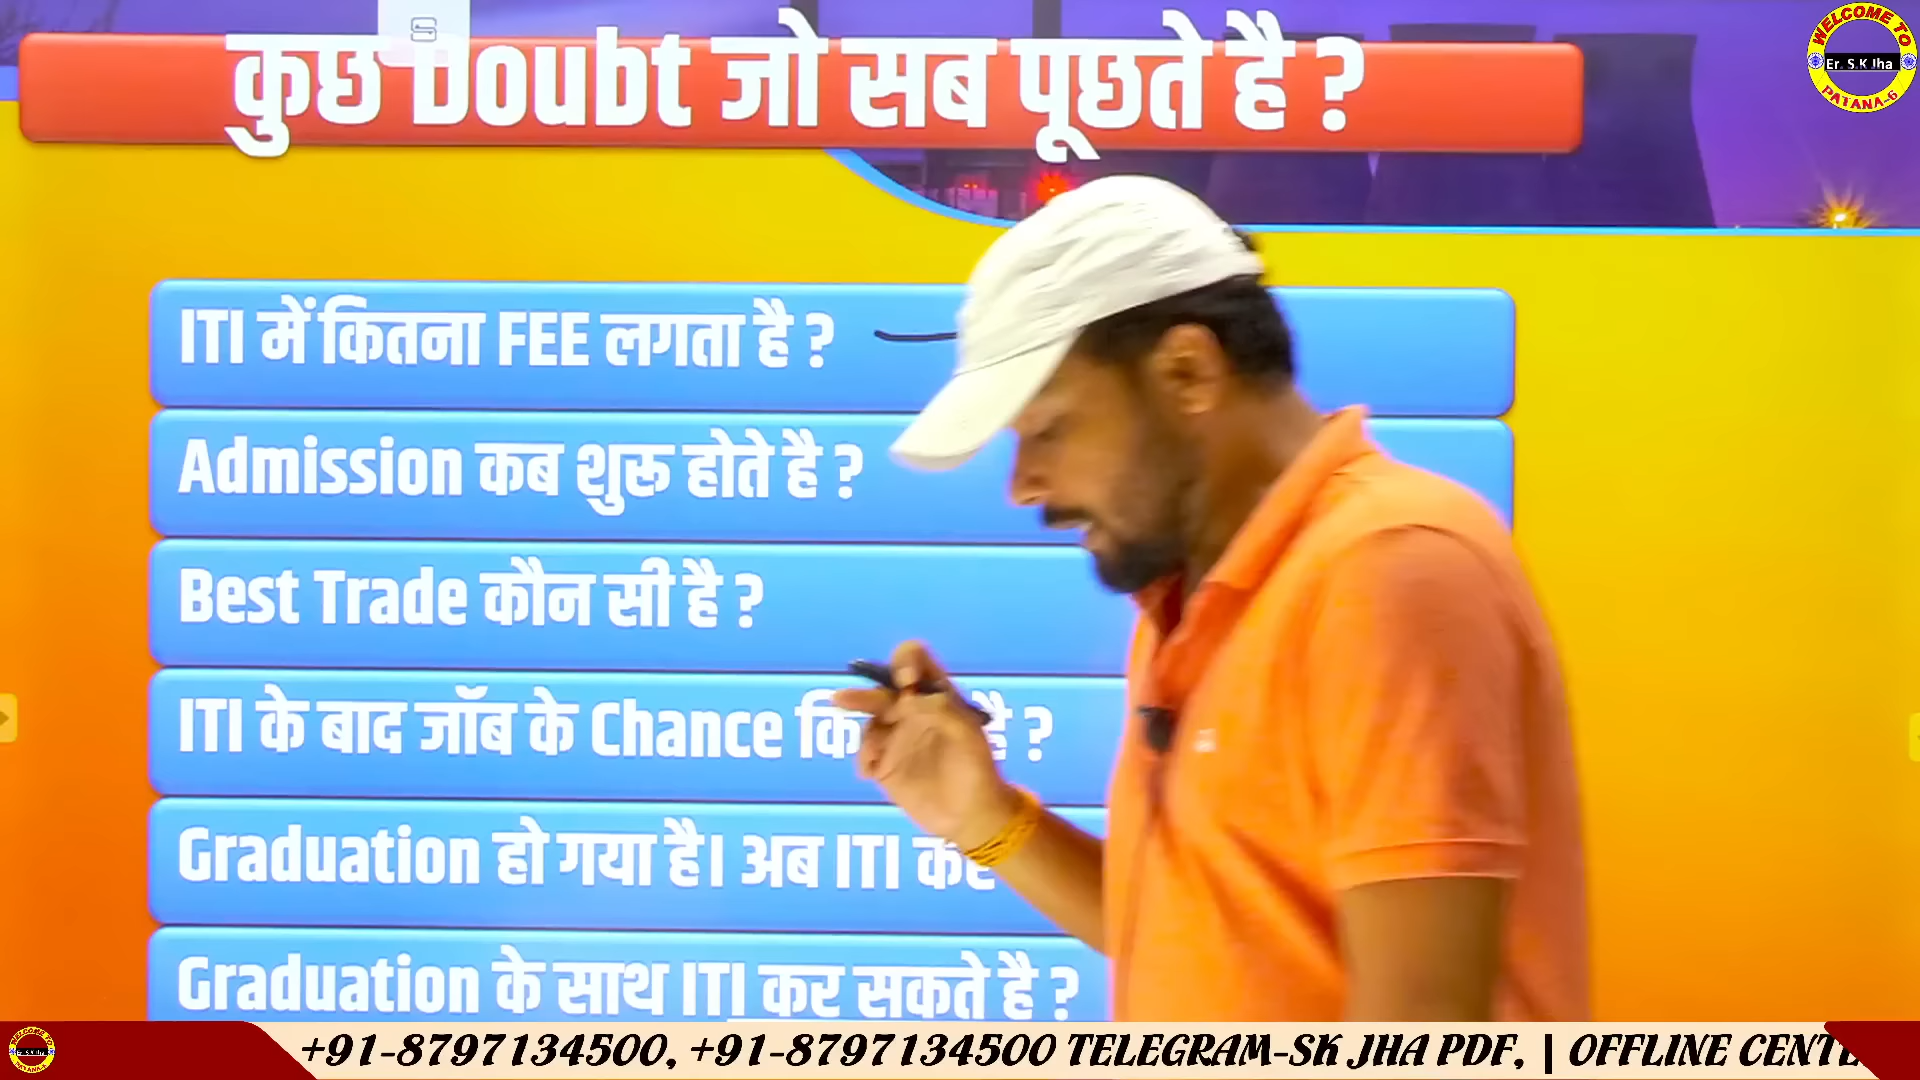 कुछ Doubt जो सब पूछते है ?
WELCOME TO
Er. S.K Jha
PATANA-6
ITI में कितना FEE लगता है ?
Admission कब शुरू होते है ?
Best Trade कौन सी है ?
ITI के बाद जॉब के Chance है ?
Graduation हो गया है। अब ITI
Graduation के साथ ITI कर सकते है ?
+91-8797134500, +91-8797134500 TELEGRAM-SK JHA PDF, | OFFLINE